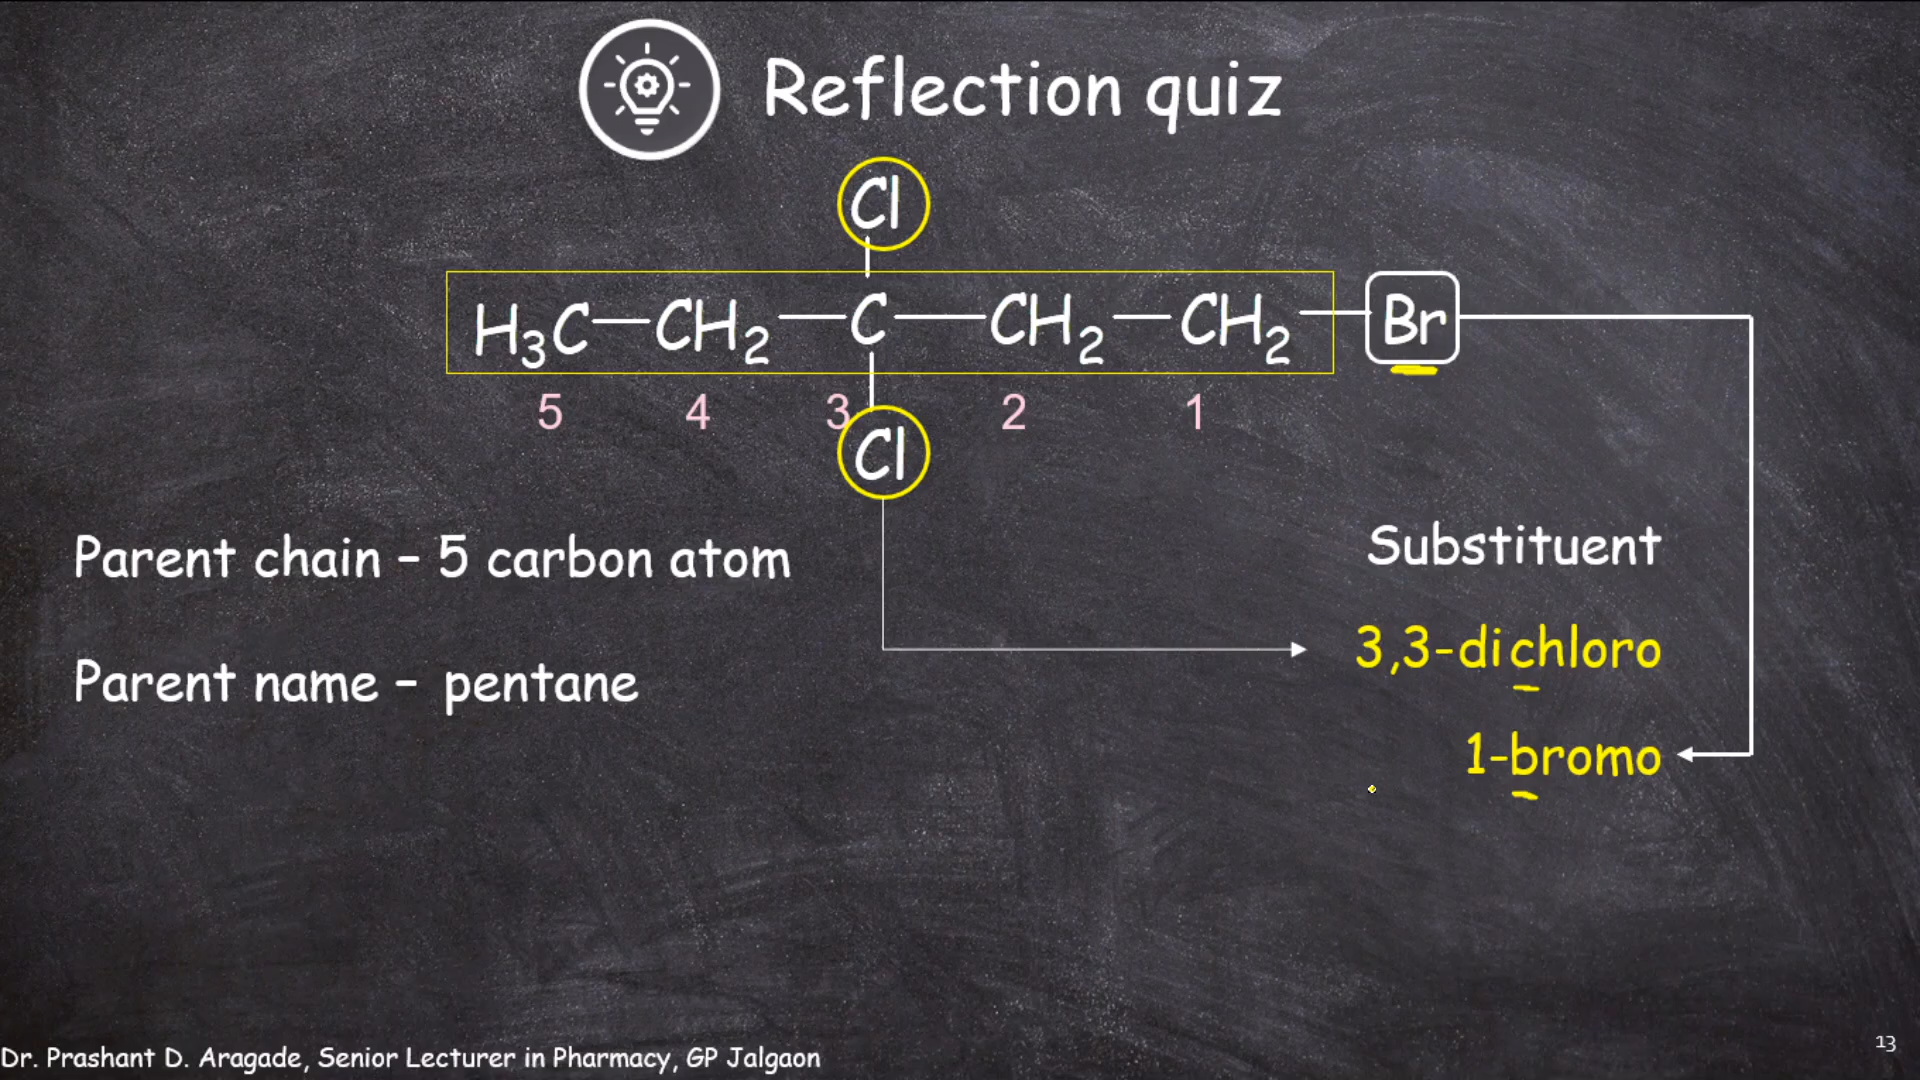 Reflection quiz
Cl
H₃C—CH₂—C—CH₂—CH₂—Br
5 4 3 2 1
Cl
Parent chain – 5 carbon atom
Parent name – pentane
Substituent
3,3-dichloro
1-bromo
Dr. Prashant D. Aragade, Senior Lecturer in Pharmacy, GP Jalgaon
13